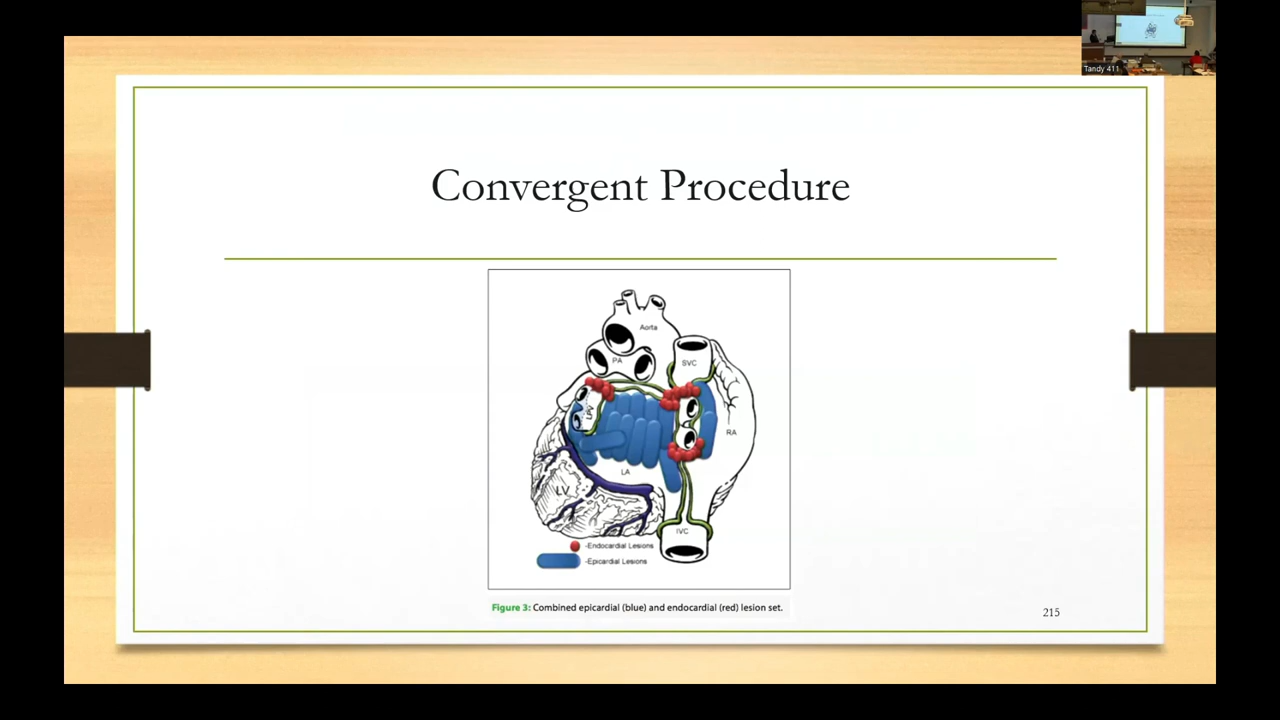 Tandy 411
Convergent Procedure
Aorta
PA
SVC
RA
LA
LV
IVC
-Endocardial Lesions
-Epicardial Lesions
Figure 3: Combined epicardial (blue) and endocardial (red) lesion set.
215